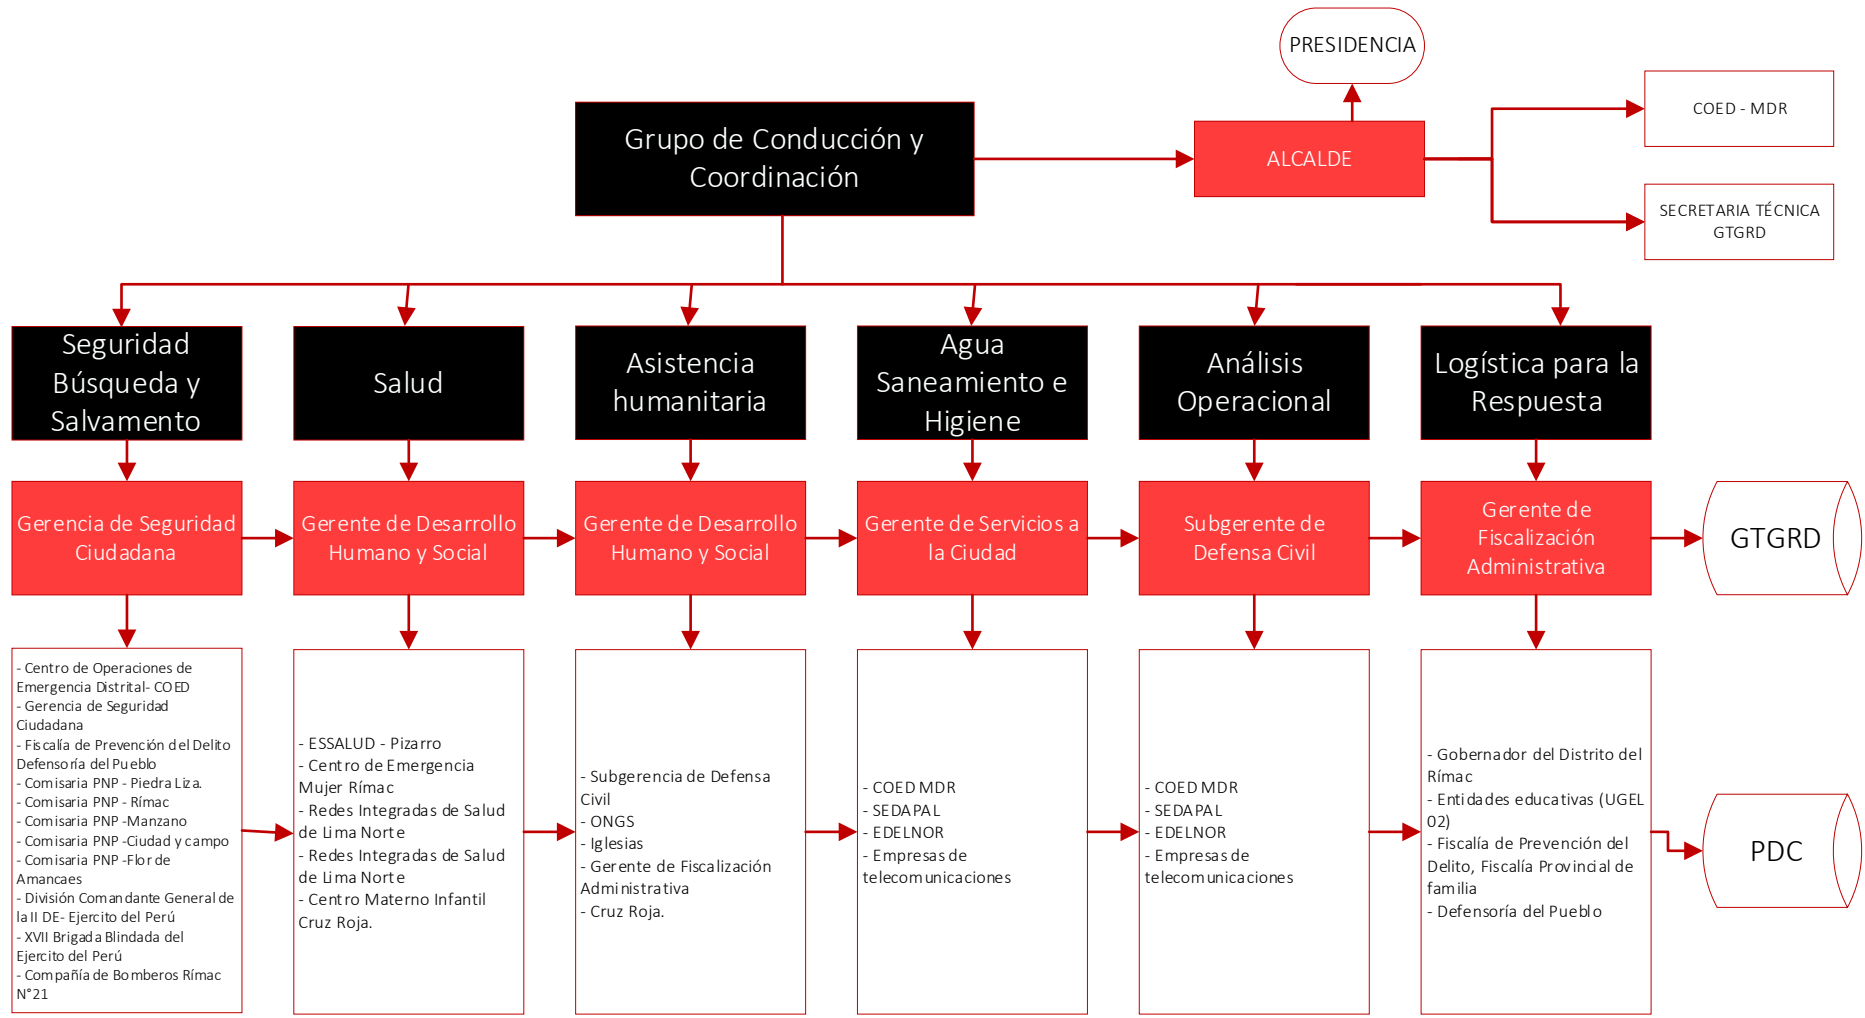 PRESIDENCIA
Grupo de Conducción y
Coordinación
ALCALDE
COED - MDR
SECRETARIA TÉCNICA
GTGRD
Seguridad
Búsqueda y
Salvamento
Salud
Asistencia
humanitaria
Agua
Saneamiento e
Higiene
Análisis
Operacional
Logística para la
Respuesta
Gerencia de Seguridad
Ciudadana
Gerente de Desarrollo
Humano y Social
Gerente de Desarrollo
Humano y Social
Gerente de Servicios a
la Ciudad
Subgerente de
Defensa Civil
Gerente de
Fiscalización
Administrativa
GTGRD
- Centro de Operaciones de
Emergencia Distrital- COED
- Gerencia de Seguridad
Ciudadana
- Fiscalía de Prevención del Delito
Defensoría del Pueblo
- Comisaria PNP - Piedra Liza.
- Comisaria PNP - Rímac
- Comisaria PNP -Manzano
- Comisaria PNP -Ciudad y campo
- Comisaria PNP -Flor de
Amancaes
- División Comandante General de
la II DE- Ejercito del Perú
- XVII Brigada Blindada del
Ejercito del Perú
- Compañía de Bomberos Rímac
N°21
- ESSALUD - Pizarro
- Centro de Emergencia
Mujer Rímac
- Redes Integradas de Salud
de Lima Norte
- Redes Integradas de Salud
de Lima Norte
- Centro Materno Infantil
Cruz Roja.
- Subgerencia de Defensa
Civil
- ONGS
- Iglesias
- Gerente de Fiscalización
Administrativa
- Cruz Roja.
- COED MDR
- SEDAPAL
- EDELNOR
- Empresas de
telecomunicaciones
- COED MDR
- SEDAPAL
- EDELNOR
- Empresas de
telecomunicaciones
- Gobernador del Distrito del
Rímac
- Entidades educativas (UGEL
02)
- Fiscalía de Prevención del
Delito, Fiscalía Provincial de
familia
- Defensoría del Pueblo
PDC